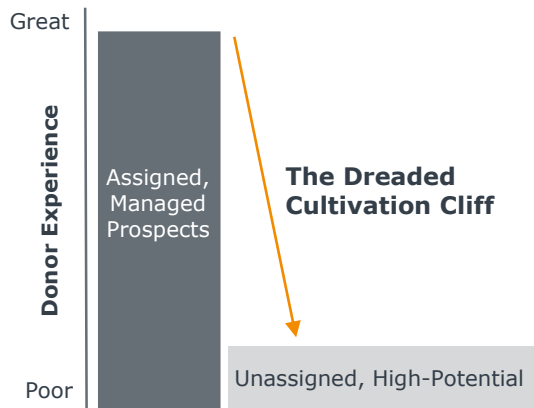 Great
Donor Experience
Assigned,
Managed
Prospects
The Dreaded
Cultivation Cliff
Unassigned, High-Potential
Poor